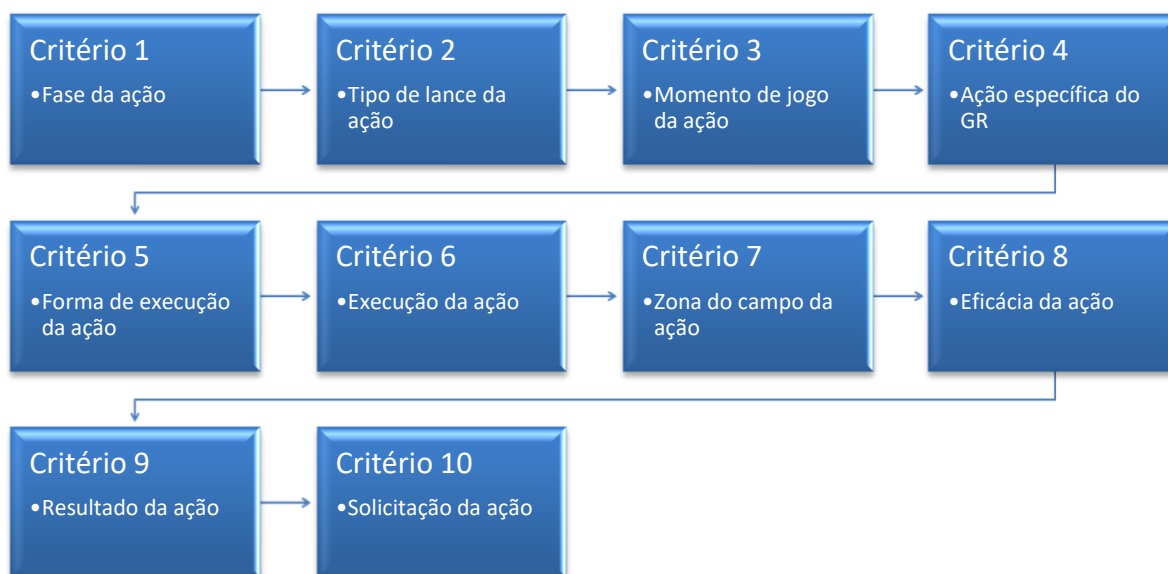 Critério 1
•Fase da ação
Critério 2
•Tipo de lance da
ação
Critério 3
•Momento de jogo
da ação
Critério 4
•Ação específica do
GR
Critério 5
•Forma de execução
da ação
Critério 6
•Execução da ação
Critério 7
•Zona do campo da
ação
Critério 8
•Eficácia da ação
Critério 9
•Resultado da ação
Critério 10
•Solicitação da ação